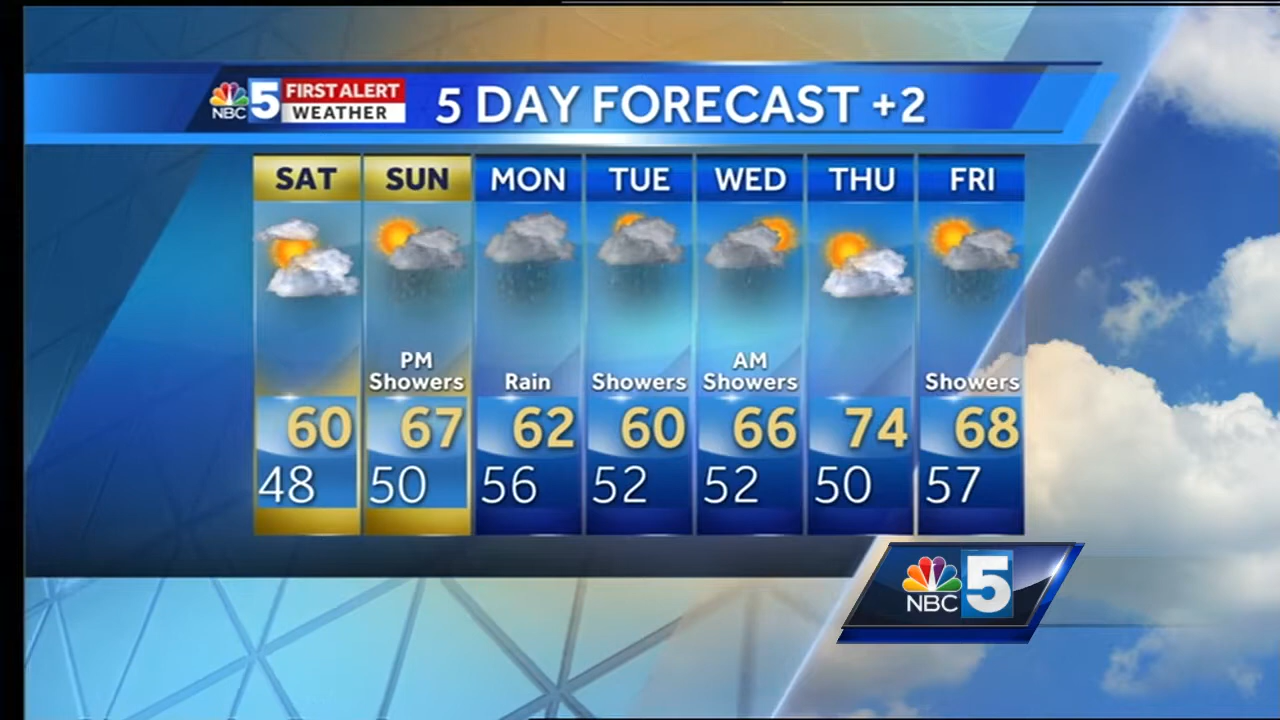 NBC 5 FIRST ALERT WEATHER
5 DAY FORECAST +2
SAT SUN MON TUE WED THU FRI
PM Showers
Rain
Showers
AM Showers
Showers
60 67 62 60 66 74 68
48 50 56 52 52 50 57
NBC 5